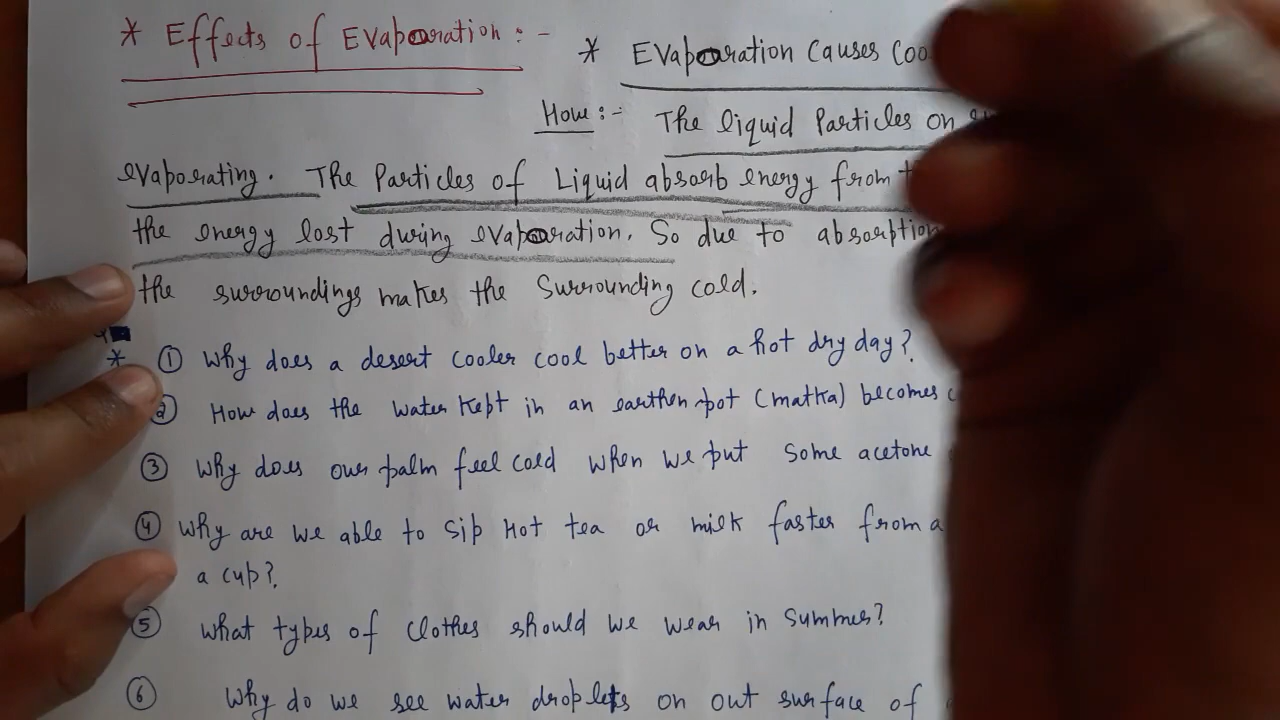 * Effects of Evaporation :-
* Evaporation causes coo
How :- The liquid Particles on
evaporating. The Particles of Liquid absorb energy from
the energy lost during evaporation. So due to absorption
the surroundings makes the Surrounding cold.
* ① Why does a desert cooler cool better on a hot dry day?
② How does the water kept in an earthen pot (matka) becomes
③ Why does our palm feel cold when we put some acetone
④ Why are we able to sip Hot tea or milk faster from a
a cup?
⑤ What types of clothes should we wear in summer?
⑥ Why do we see water droplets on out surface of